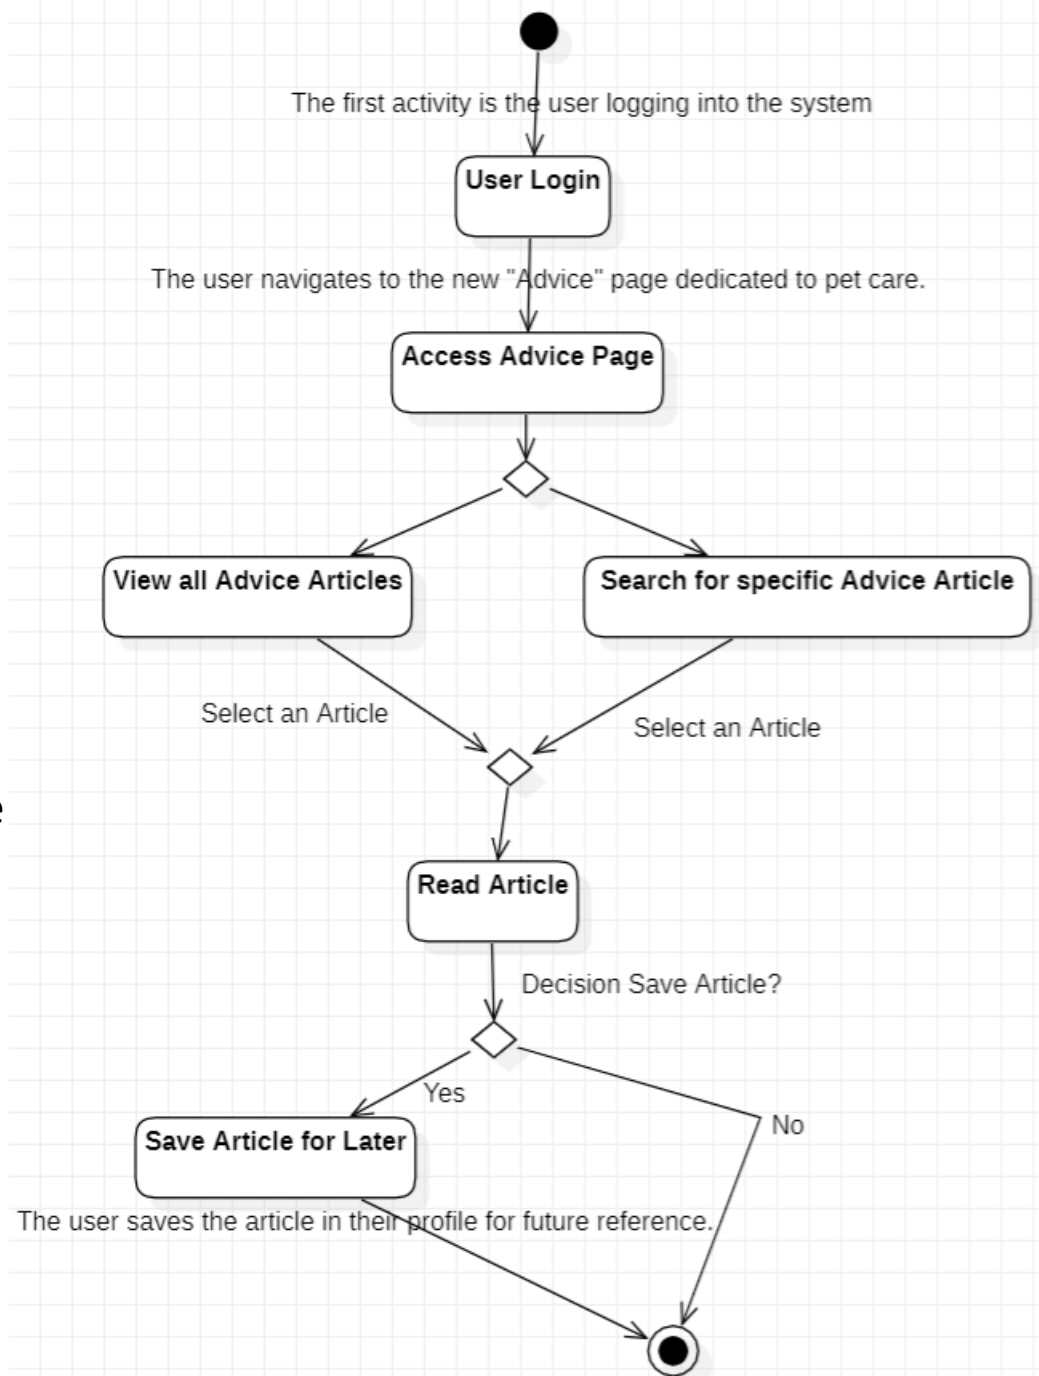 The first activity is the user logging into the system
User Login
The user navigates to the new "Advice" page dedicated to pet care.
Access Advice Page
View all Advice Articles
Search for specific Advice Article
Select an Article
Select an Article
e
Read Article
Decision Save Article?
Yes
No
Save Article for Later
The user saves the article in their profile for future reference.